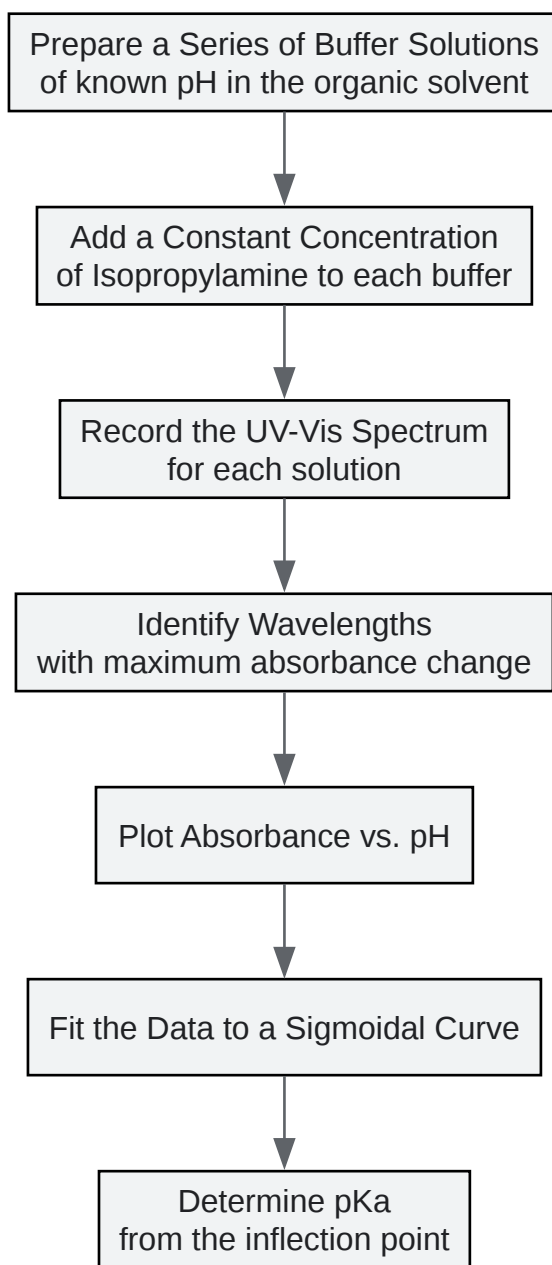 Prepare a Series of Buffer Solutions
of known pH in the organic solvent
Add a Constant Concentration
of Isopropylamine to each buffer
Record the UV-Vis Spectrum
for each solution
Identify Wavelengths
with maximum absorbance change
Plot Absorbance vs. pH
Fit the Data to a Sigmoidal Curve
Determine pKa
from the inflection point